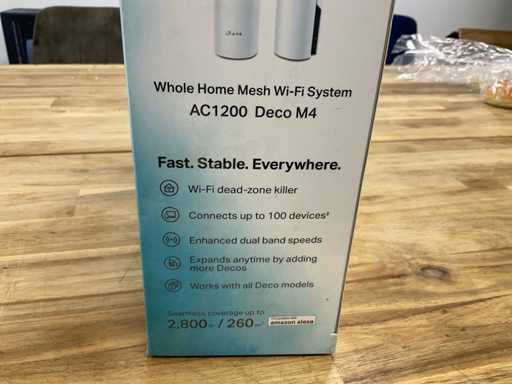 deco
Whole Home Mesh Wi-Fi System
AC1200 Deco M4
Fast. Stable. Everywhere.
Wi-Fi dead-zone killer
Connects up to 100 devices‡
Enhanced dual band speeds
Expands anytime by adding
more Decos
Works with all Deco models
Seamless coverage up to
2,800 / 260
amazon alexa